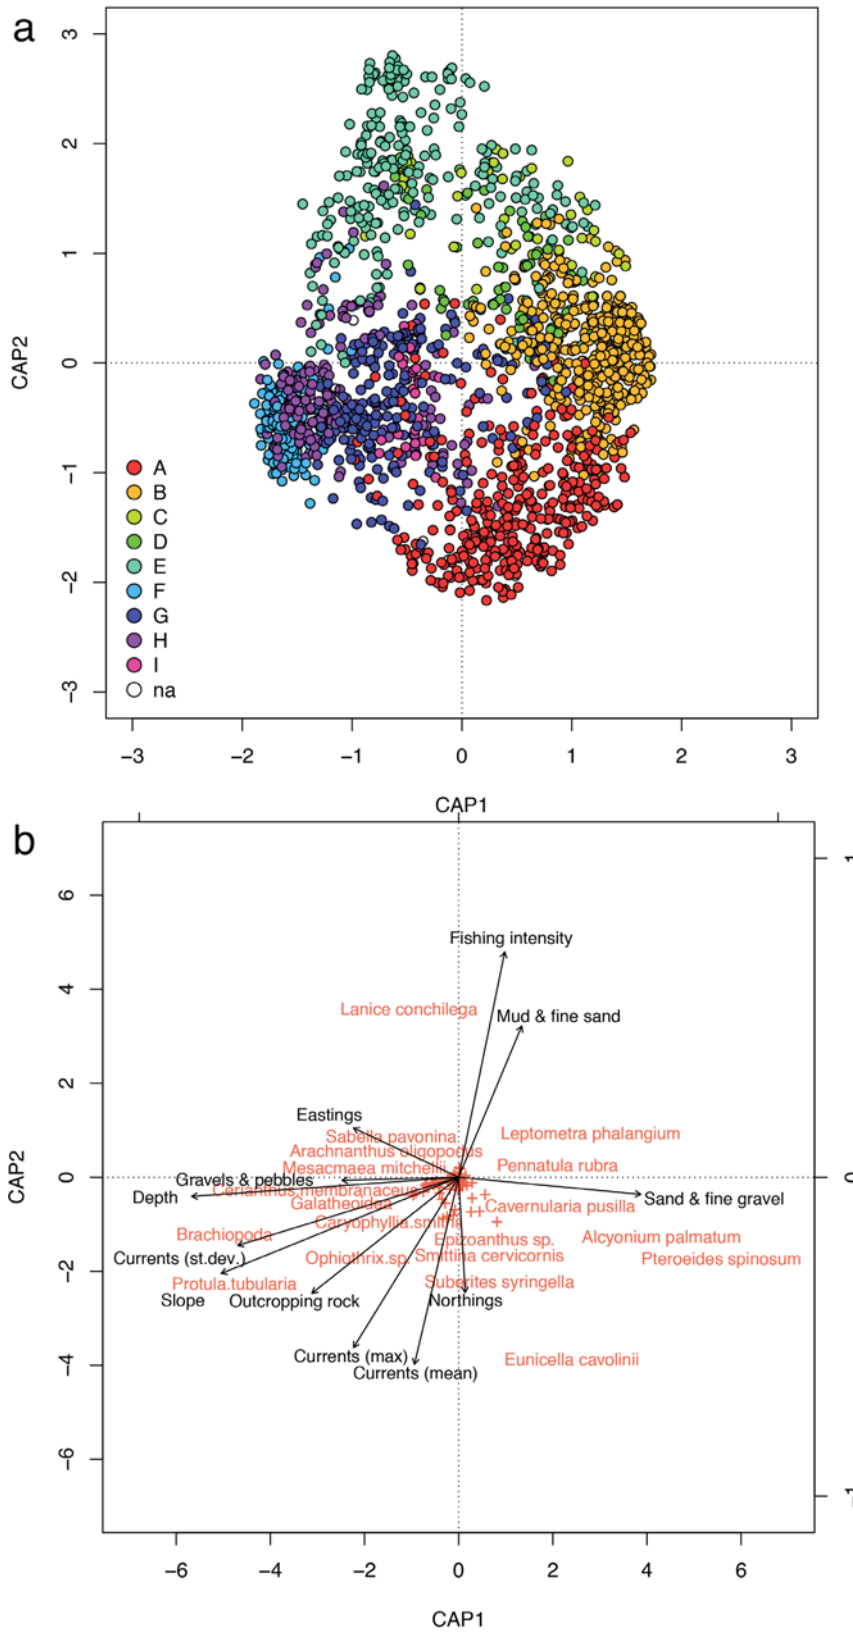 a
3
2
1
0
−1
−2
−3
CAP2
A
B
C
D
E
F
G
H
I
na
−3
−2
−1
0
1
2
3
CAP1
b
6
4
2
0
−2
−4
−6
CAP2
1
0
Fishing intensity
Lanice conchilega
Mud & fine sand
Eastings
Sabella pavonina
Leptometra phalangium
Arachnanthus oligopodus
Mesacmaea mitchellii
Pennatula rubra
Gravels & pebbles
Cerianthus membranaceus
Depth
Sand & fine gravel
Galatheoidea
Cavernularia pusilla
Caryophyllia.smithii
Brachiopoda
Epizoanthus sp.
Alcyonium palmatum
Currents (st.dev.)
Ophiothrix.sp.
Smittina cervicornis
Pteroeides spinosum
Protula.tubularia
Suberites syringella
Slope
Outcropping rock
Northings
Currents (max)
Eunicella cavolinii
Currents (mean)
−6
−4
−2
0
2
4
6
CAP1